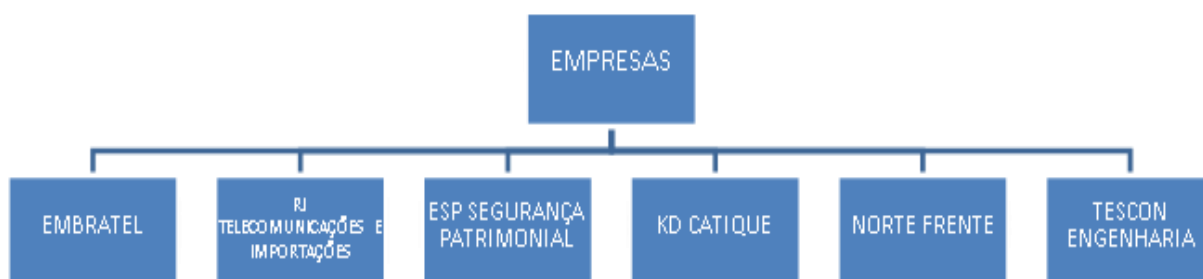 EMPRESAS
EMBRATEL
RJ
TELECOMUNICAÇÕES E
IMPORTAÇÕES
ESP SEGURANÇA
PATRIMONIAL
KD CATIQUE
NORTE FRENTE
TESCON
ENGENHARIA